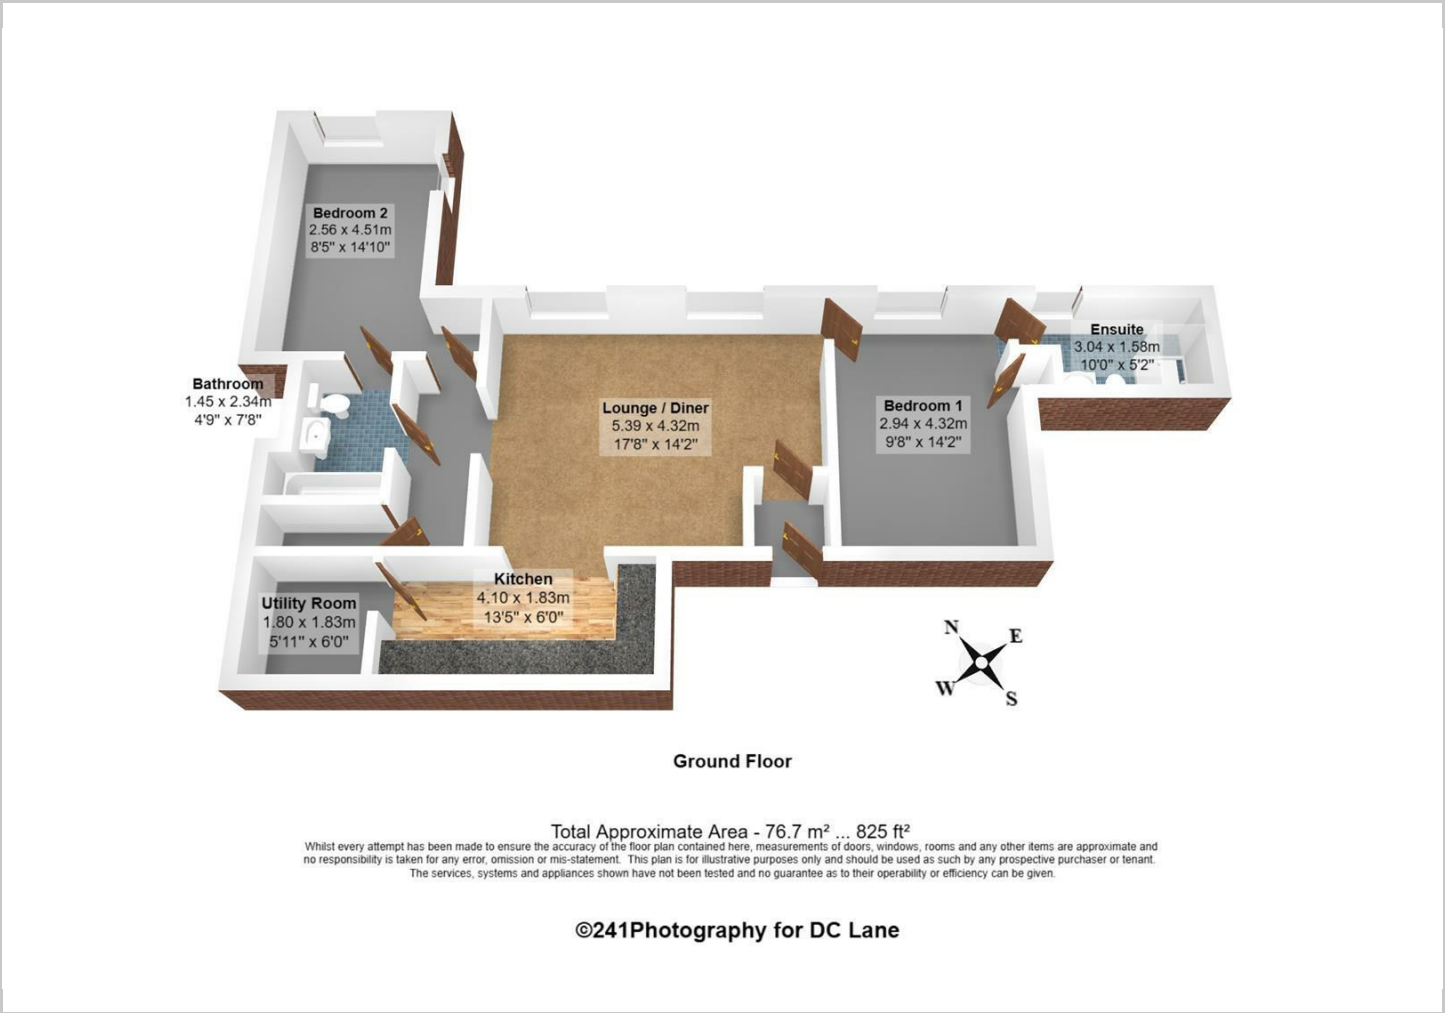 Bedroom 2
2.56 x 4.51m
8'5" x 14'10"
Bathroom
1.45 x 2.34m
4'9" x 7'8"
Lounge / Diner
5.39 x 4.32m
17'8" x 14'2"
Bedroom 1
2.94 x 4.32m
9'8" x 14'2"
Ensuite
3.04 x 1.58m
10'0" x 5'2"
Kitchen
4.10 x 1.83m
13'5" x 6'0"
Utility Room
1.80 x 1.83m
5'11" x 6'0"
N
E
W
S
Ground Floor
Total Approximate Area - 76.7 m² ... 825 ft²
Whilst every attempt has been made to ensure the accuracy of the floor plan contained here, measurements of doors, windows, rooms and any other items are approximate and
no responsibility is taken for any error, omission or mis-statement. This plan is for illustrative purposes only and should be used as such by any prospective purchaser or tenant.
The services, systems and appliances shown have not been tested and no guarantee as to their operability or efficiency can be given.
©241Photography for DC Lane